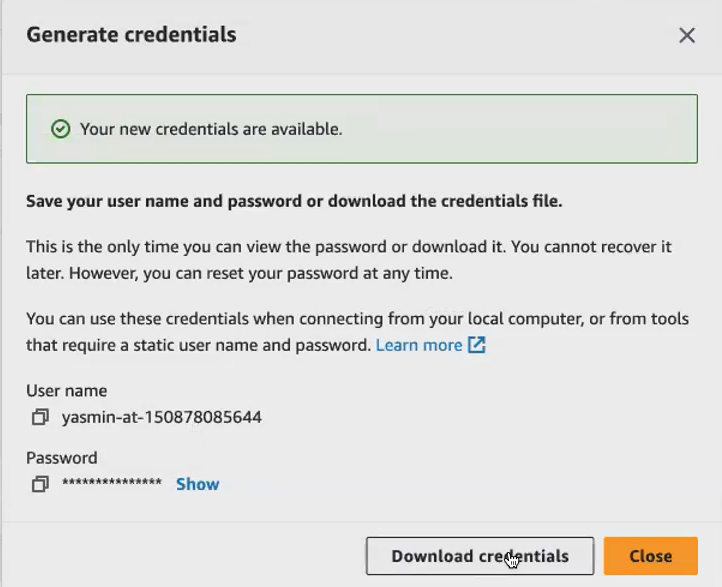 Generate credentials
Your new credentials are available.
Save your user name and password or download the credentials file.
This is the only time you can view the password or download it. You cannot recover it
later. However, you can reset your password at any time.
You can use these credentials when connecting from your local computer, or from tools
that require a static user name and password. Learn more
User name
yasmin-at-150878085644
Password
*************** Show
Download credentials Close